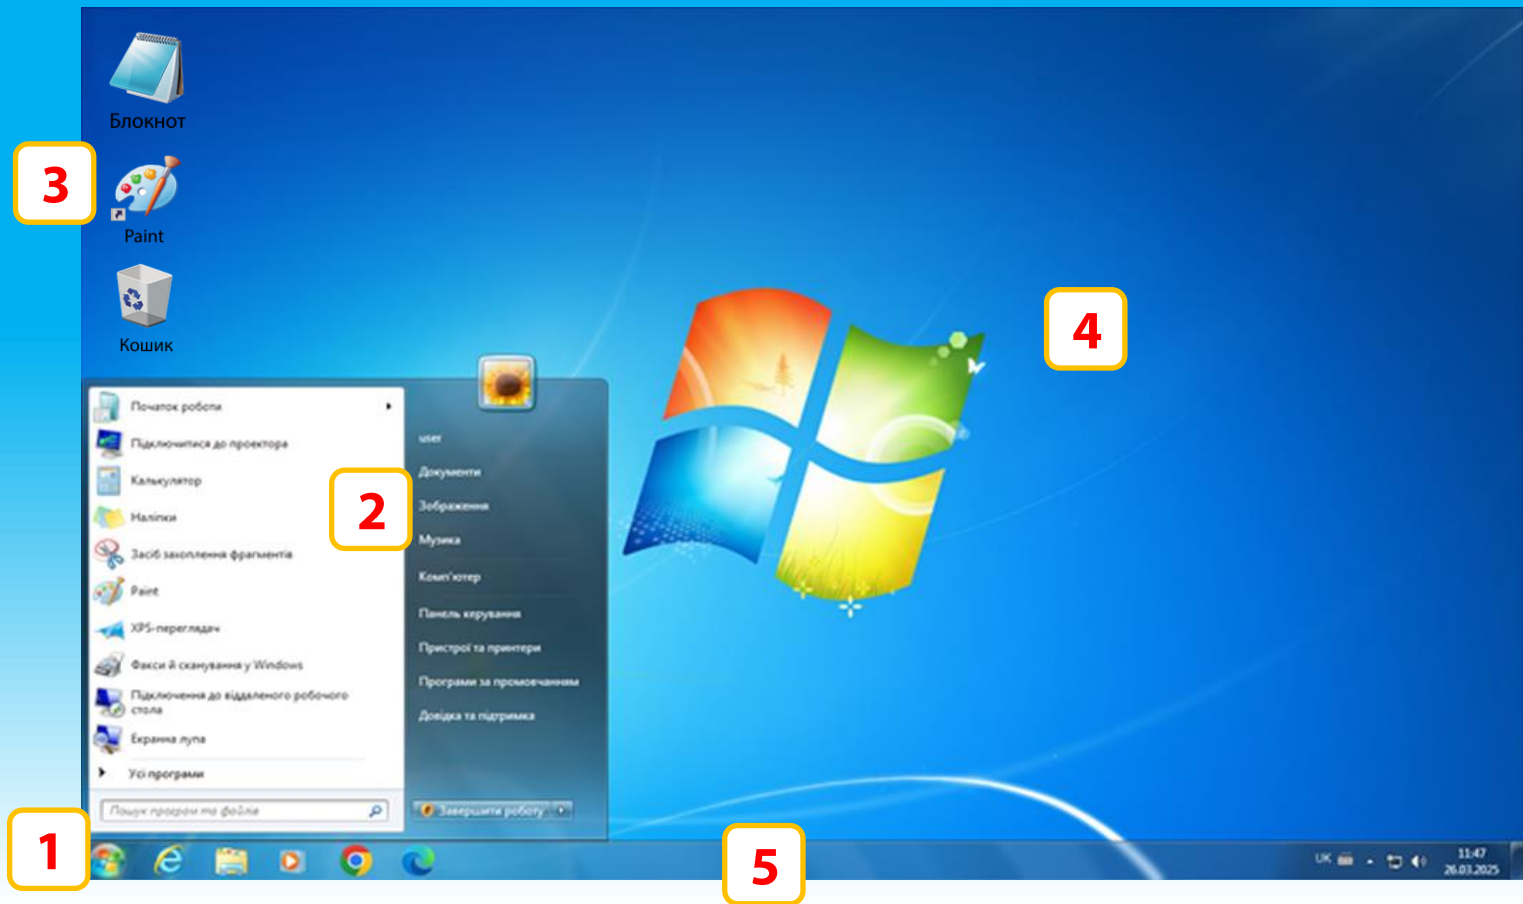 Блокнот
3
Paint
Кошик
4
Початок роботи
Підключитися до проектора
Калькулятор
2
Наліпки
Засіб захоплення фрагментів
Paint
XPS-переглядач
Факси й сканування у Windows
Підключення до віддаленого робочого
стола
Екранна лупа
Усі програми
Пошук програм та файлів
user
Документи
Зображення
Музика
Комп'ютер
Панель керування
Пристрої та принтери
Програми за промовчанням
Довідка та підтримка
Завершити роботу
1
5
UK
11:47
26.03.2025